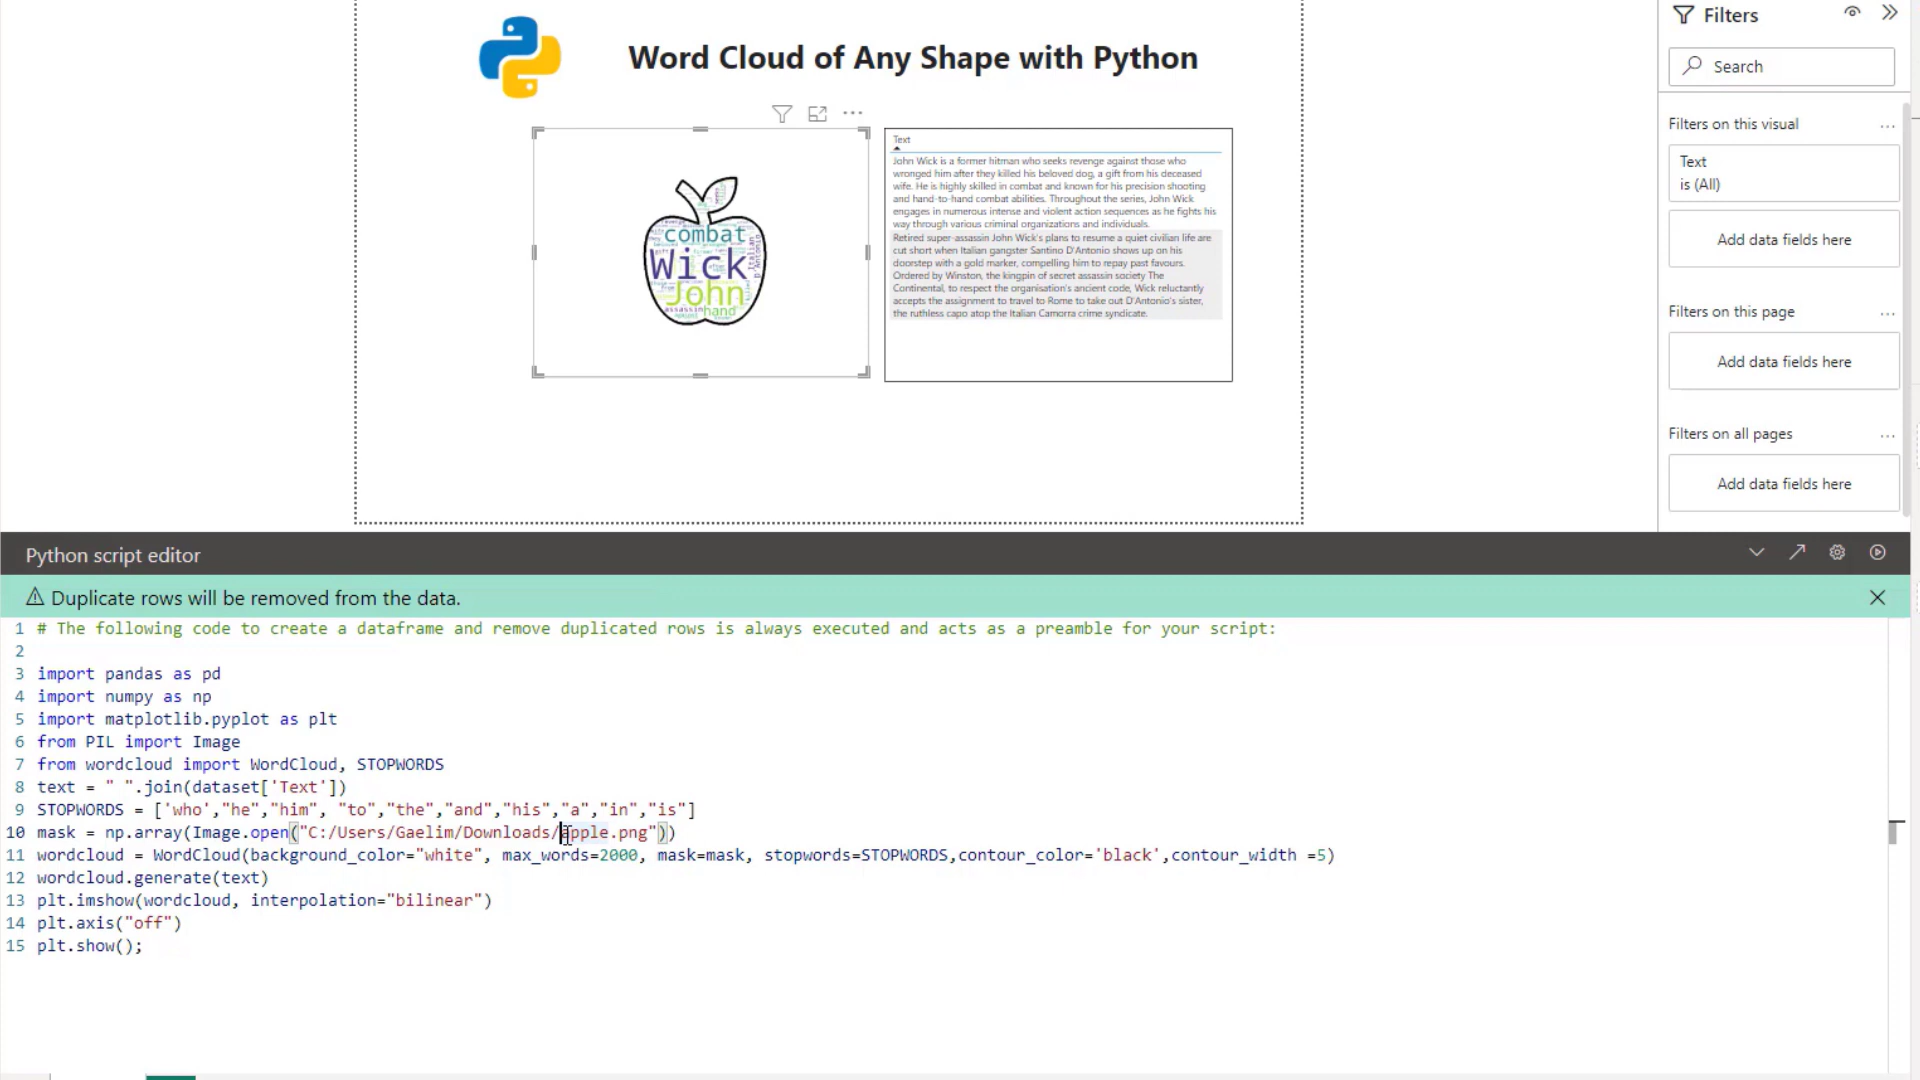 Word Cloud of Any Shape with Python
combat
Wick
John
assassin hand
Italian
D'Antonio
Text
John Wick is a former hitman who seeks revenge against those who
wronged him after they killed his beloved dog, a gift from his deceased
wife. He is highly skilled in combat and known for his precision shooting
and hand-to-hand combat abilities. Throughout the series, John Wick
engages in numerous intense and violent action sequences as he fights his
way through various criminal organizations and individuals.
Retired super-assassin John Wick's plans to resume a quiet civilian life are
cut short when Italian gangster Santino D'Antonio shows up on his
doorstep with a gold marker, compelling him to repay past favours.
Ordered by Winston, the kingpin of secret assassin society The
Continental, to respect the organisation's ancient code, Wick reluctantly
accepts the assignment to travel to Rome to take out D'Antonio's sister,
the ruthless capo atop the Italian Camorra crime syndicate.
Filters
Search
Filters on this visual
Text
is (All)
Add data fields here
Filters on this page
Add data fields here
Filters on all pages
Add data fields here
Python script editor
Duplicate rows will be removed from the data.
1 # The following code to create a dataframe and remove duplicated rows is always executed and acts as a preamble for your script:
2
3 import pandas as pd
4 import numpy as np
5 import matplotlib.pyplot as plt
6 from PIL import Image
7 from wordcloud import WordCloud, STOPWORDS
8 text = " ".join(dataset['Text'])
9 STOPWORDS = ['who',"he","him", "to","the","and","his","a","in","is"]
10 mask = np.array(Image.open("C:/Users/Gaelim/Downloads/apple.png"))
11 wordcloud = WordCloud(background_color="white", max_words=2000, mask=mask, stopwords=STOPWORDS,contour_color='black',contour_width =5)
12 wordcloud.generate(text)
13 plt.imshow(wordcloud, interpolation="bilinear")
14 plt.axis("off")
15 plt.show();